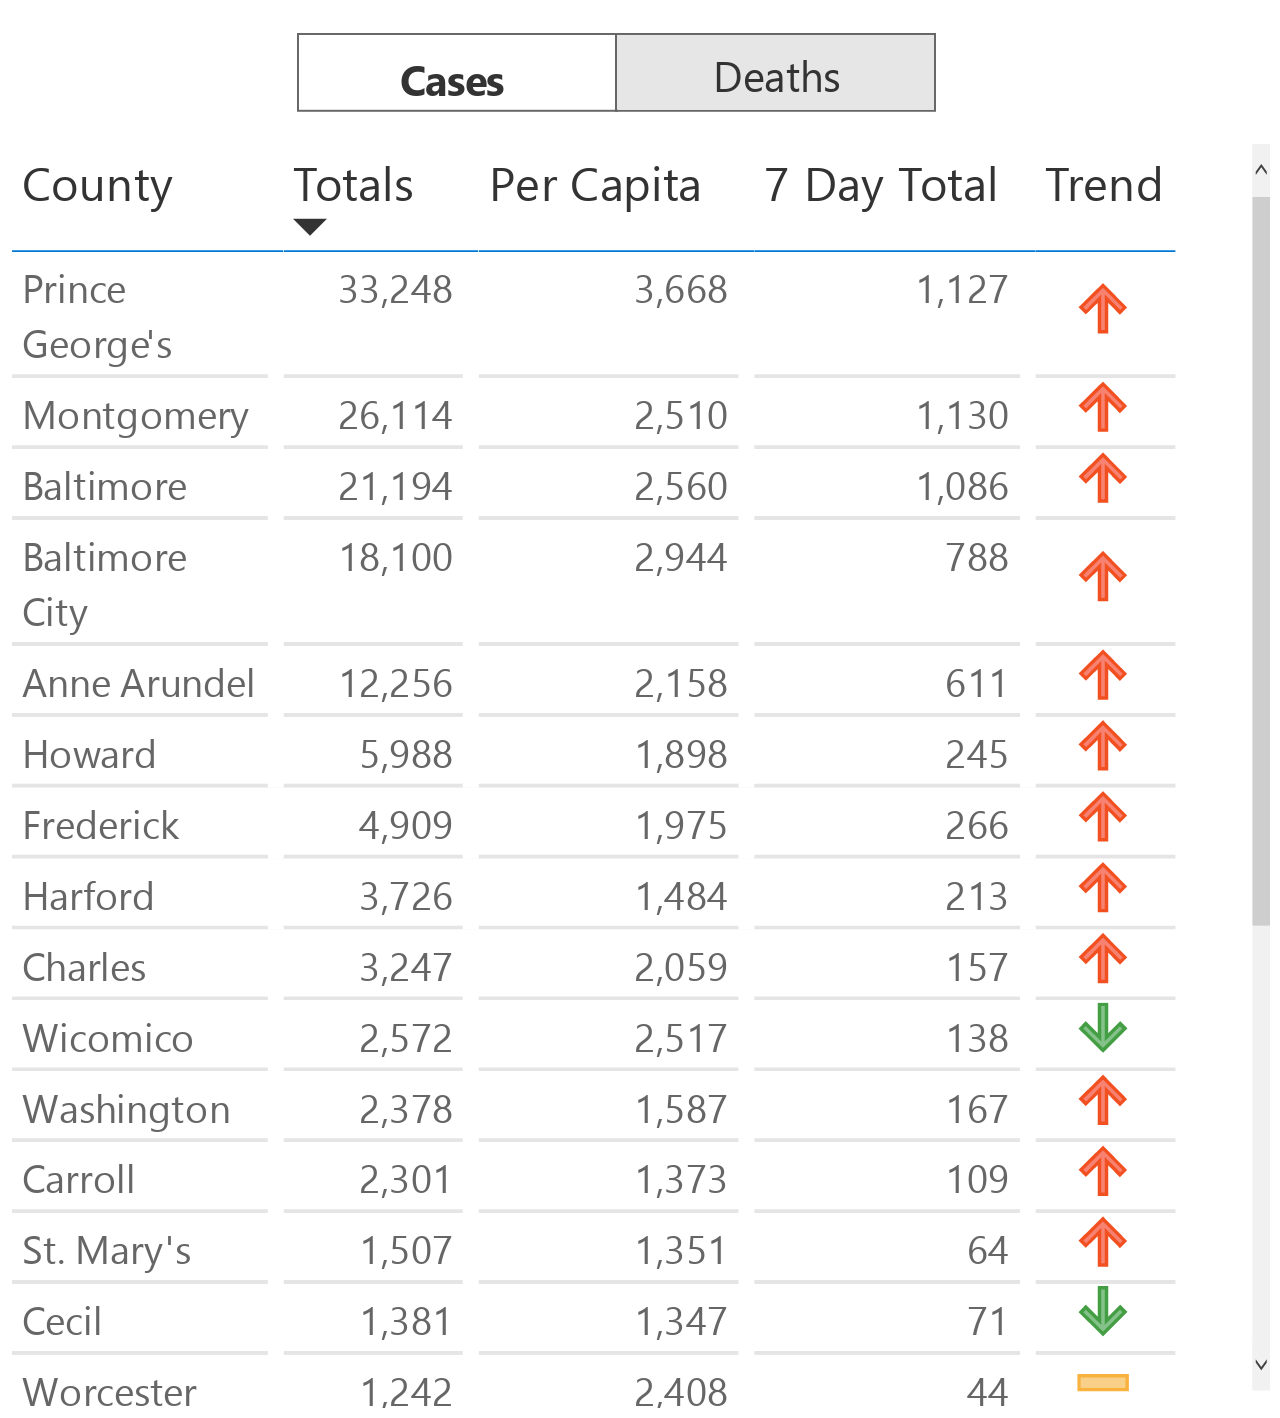 Cases Deaths
County Totals Per Capita 7 Day Total Trend
Prince 33,248 3,668 1,127
George's
Montgomery 26,114 2,510 1,130
Baltimore 21,194 2,560 1,086
Baltimore 18,100 2,944 788
City
Anne Arundel 12,256 2,158 611
Howard 5,988 1,898 245
Frederick 4,909 1,975 266
Harford 3,726 1,484 213
Charles 3,247 2,059 157
Wicomico 2,572 2,517 138
Washington 2,378 1,587 167
Carroll 2,301 1,373 109
St. Mary's 1,507 1,351 64
Cecil 1,381 1,347 71
Worcester 1,242 2,408 44